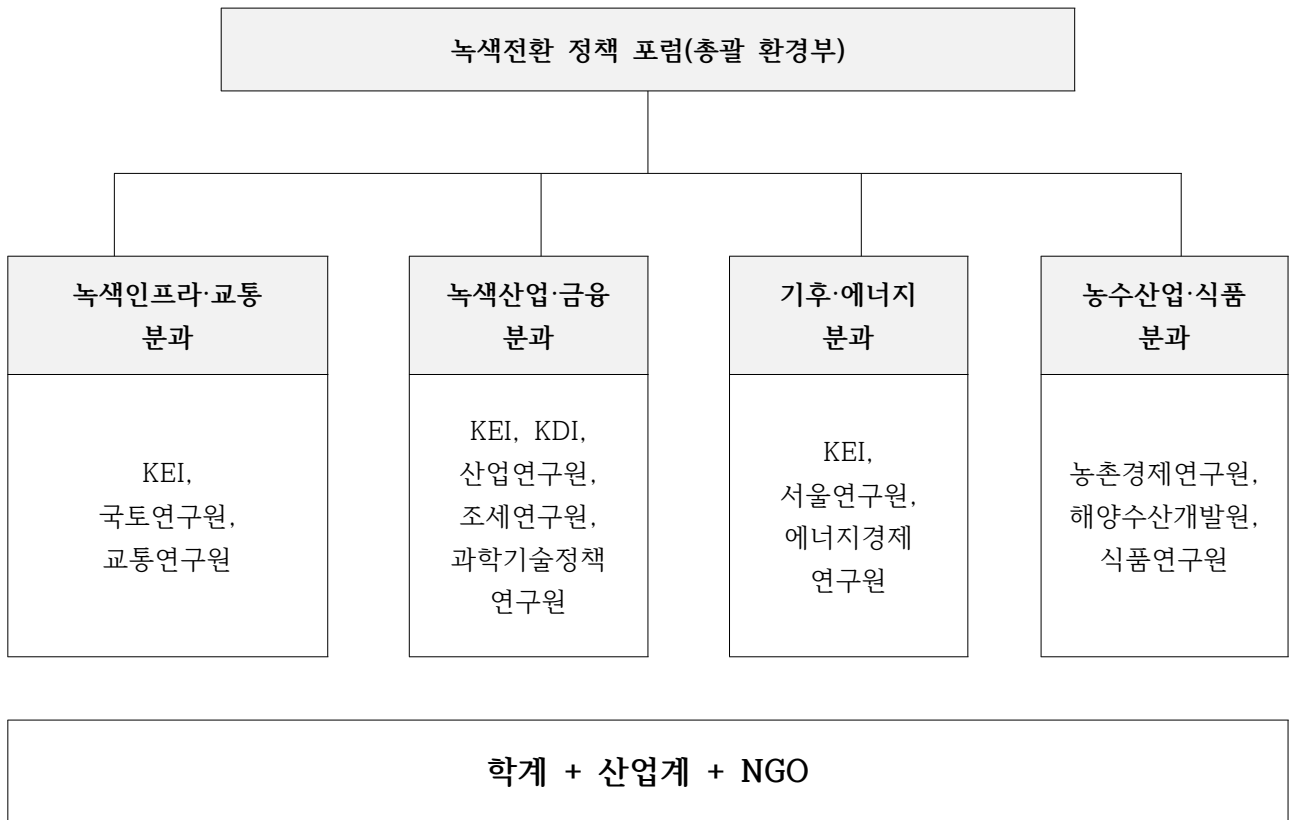 녹색전환 정책 포럼(총괄 환경부)
녹색인프라·교통
분과
KEI,
국토연구원,
교통연구원
녹색산업·금융
분과
KEI, KDI,
산업연구원,
조세연구원,
과학기술정책
연구원
기후·에너지
분과
KEI,
서울연구원,
에너지경제
연구원
농수산업·식품
분과
농촌경제연구원,
해양수산개발원,
식품연구원
학계 + 산업계 + NGO